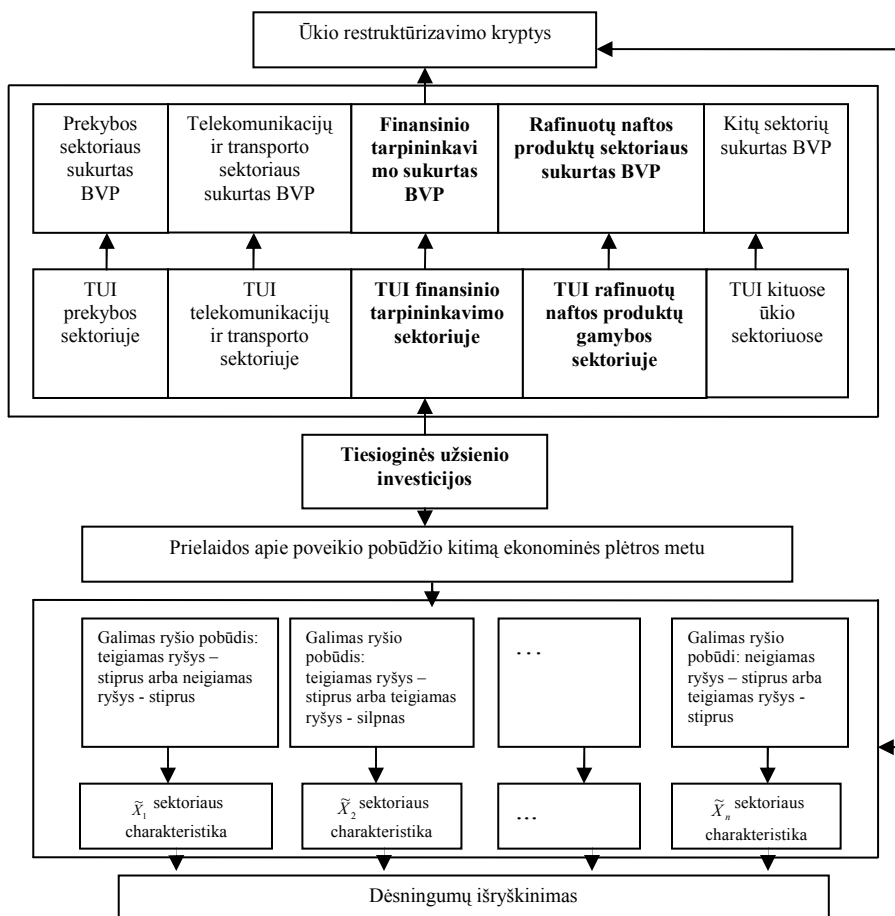 Ūkio restruktūrizavimo kryptys
Prekybos
sektoriaus
sukurtas
BVP
Telekomunikacijų
ir transporto
sektoriaus
sukurtas BVP
Finansinio
tarpininkavi
mo sukurtas
BVP
Rafinuotų naftos
produktų sektoriaus
sukurtas BVP
Kitų sektorių
sukurtas BVP
TUI
prekybos
sektoriuje
TUI
telekomunikacijų
ir transporto
sektoriuje
TUI finansinio
tarpininkavimo
sektoriuje
TUI rafinuotų
naftos produktų
gamybos
sektoriuje
TUI kituose
ūkio
sektoriuose
Tiesioginės užsienio
investicijos
Prielaidos apie poveikio pobūdžio kitimą ekonominės plėtros metu
Galimas ryšio pobūdis:
teigiamas ryšys –
stiprus arba neigiamas
ryšys - stiprus
Galimas ryšio
pobūdis:
teigiamas ryšys –
stiprus arba teigiamas
ryšys - silpnas
…
Galimas ryšio
pobūdi: neigiamas
ryšys – stiprus arba
teigiamas ryšys -
stiprus
X̃₁ sektoriaus
charakteristika
X̃₂ sektoriaus
charakteristika
…
X̃ₙ sektoriaus
charakteristika
Dėsningumų išryškinimas